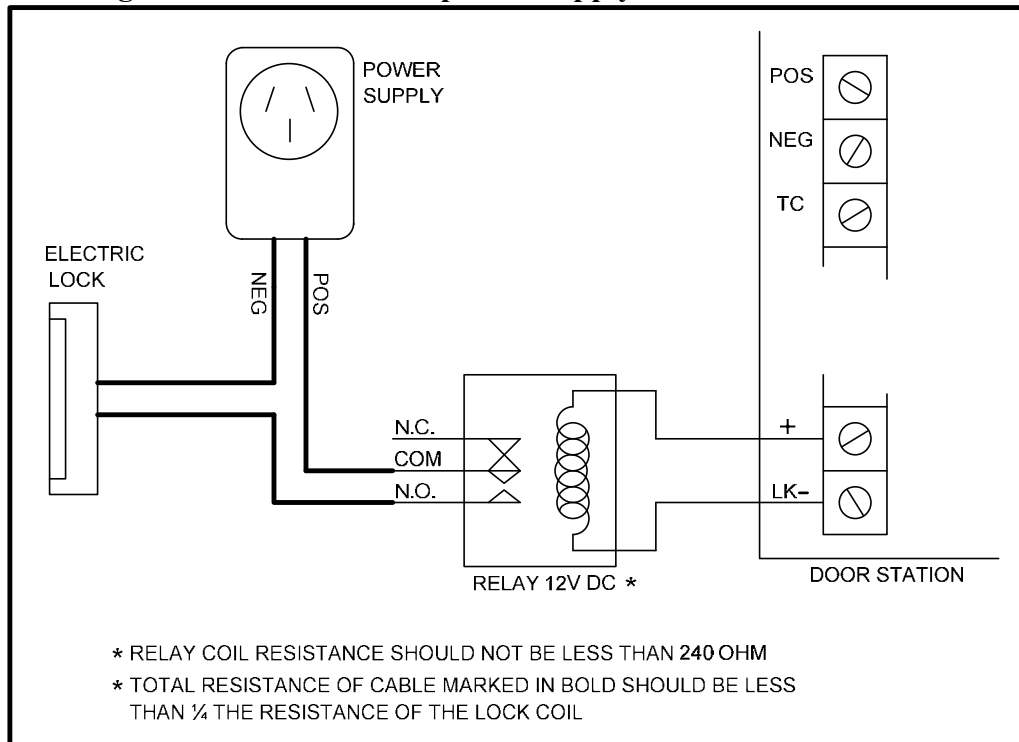 POWER
SUPPLY
POS
NEG
TC
ELECTRIC
LOCK
NEG
POS
N.C.
COM
N.O.
+
LK-
RELAY 12V DC *
DOOR STATION
* RELAY COIL RESISTANCE SHOULD NOT BE LESS THAN 240 OHM
* TOTAL RESISTANCE OF CABLE MARKED IN BOLD SHOULD BE LESS
THAN ¼ THE RESISTANCE OF THE LOCK COIL